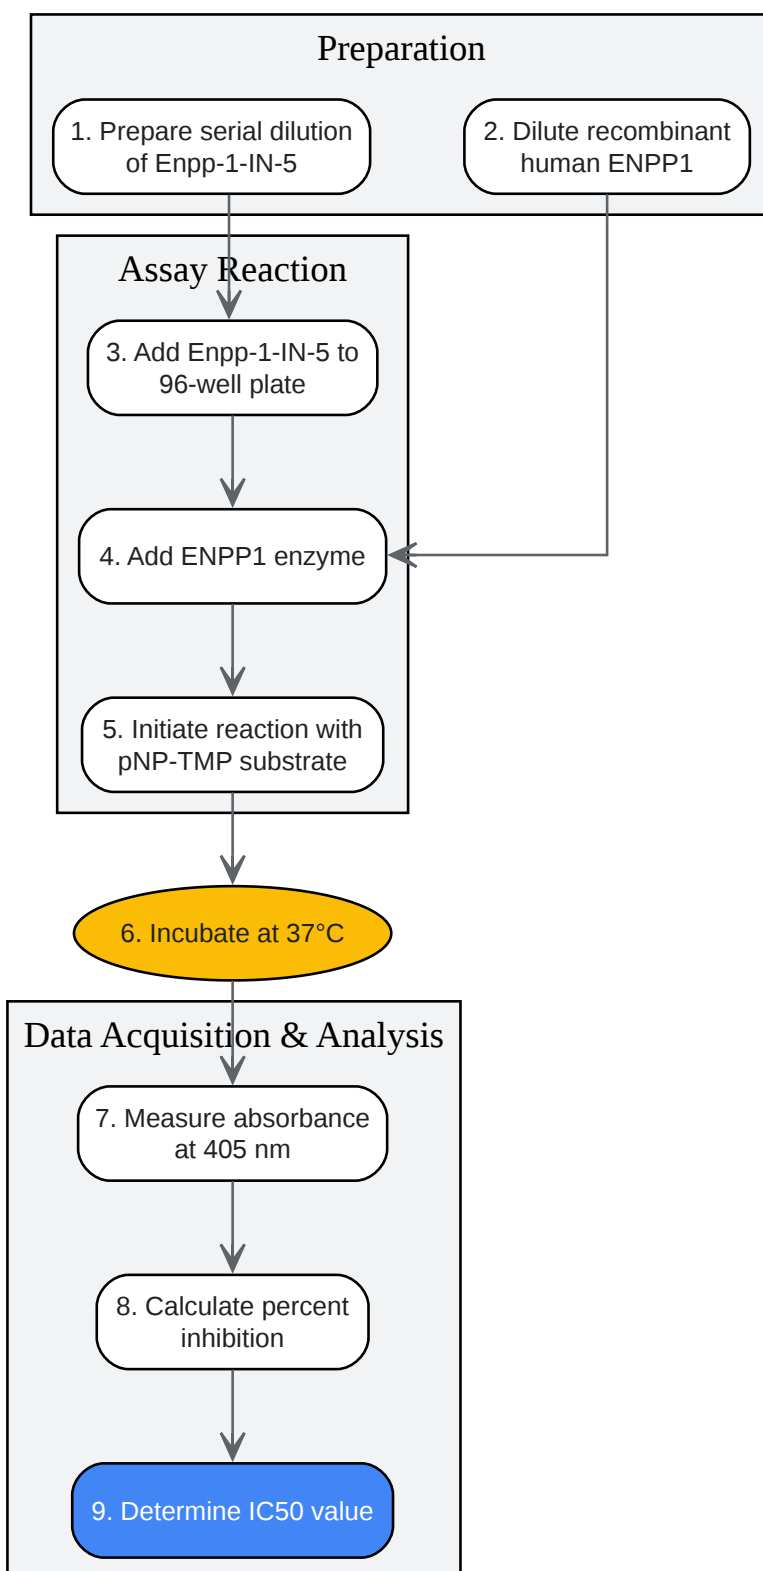 Preparation
1. Prepare serial dilution
of Enpp-1-IN-5
2. Dilute recombinant
human ENPP1
Assay Reaction
3. Add Enpp-1-IN-5 to
96-well plate
4. Add ENPP1 enzyme
5. Initiate reaction with
pNP-TMP substrate
6. Incubate at 37°C
Data Acquisition & Analysis
7. Measure absorbance
at 405 nm
8. Calculate percent
inhibition
9. Determine IC50 value